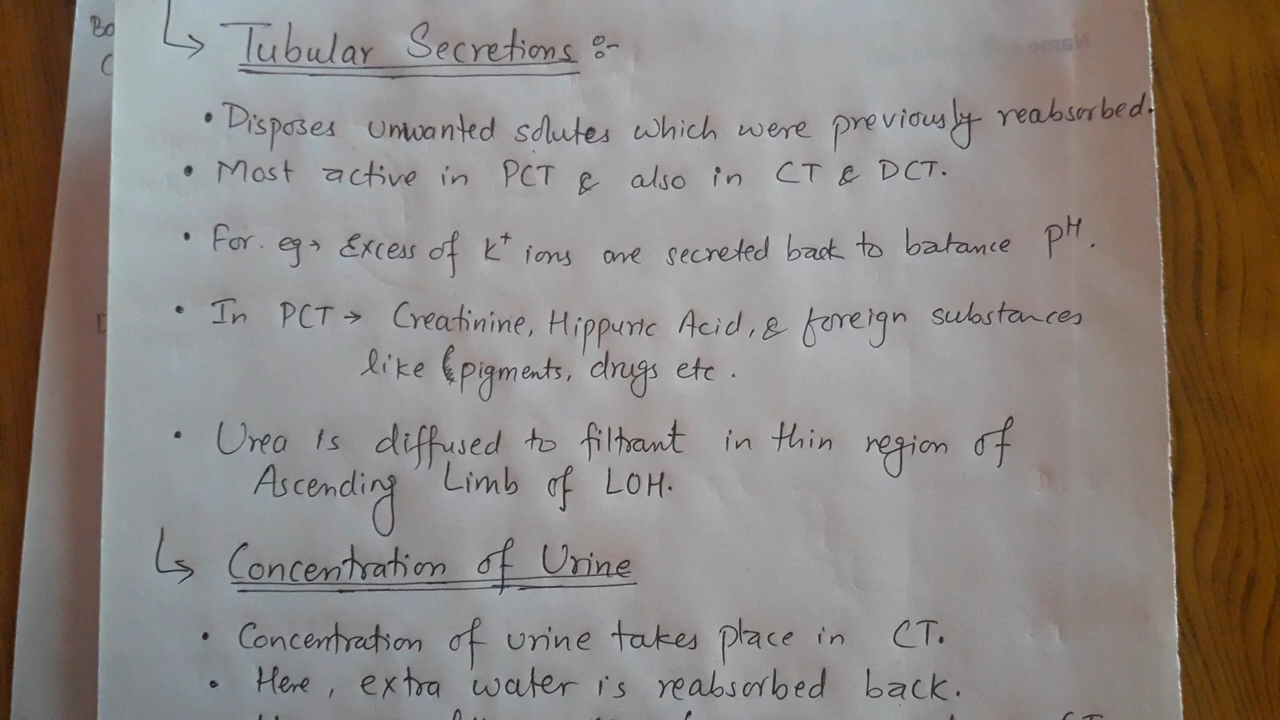 ↳ Tubular Secretions :-
• Disposes unwanted solutes which were previously reabsorbed.
• Most active in PCT & also in CT & DCT.
• For. eg → Excess of K⁺ ions are secreted back to balance pH.
• In PCT → Creatinine, Hippuric Acid, & foreign substances
like pigments, drugs etc.
• Urea is diffused to filtrant in thin region of
Ascending Limb of LOH.
↳ Concentration of Urine
• Concentration of urine takes place in CT.
• Here, extra water is reabsorbed back.